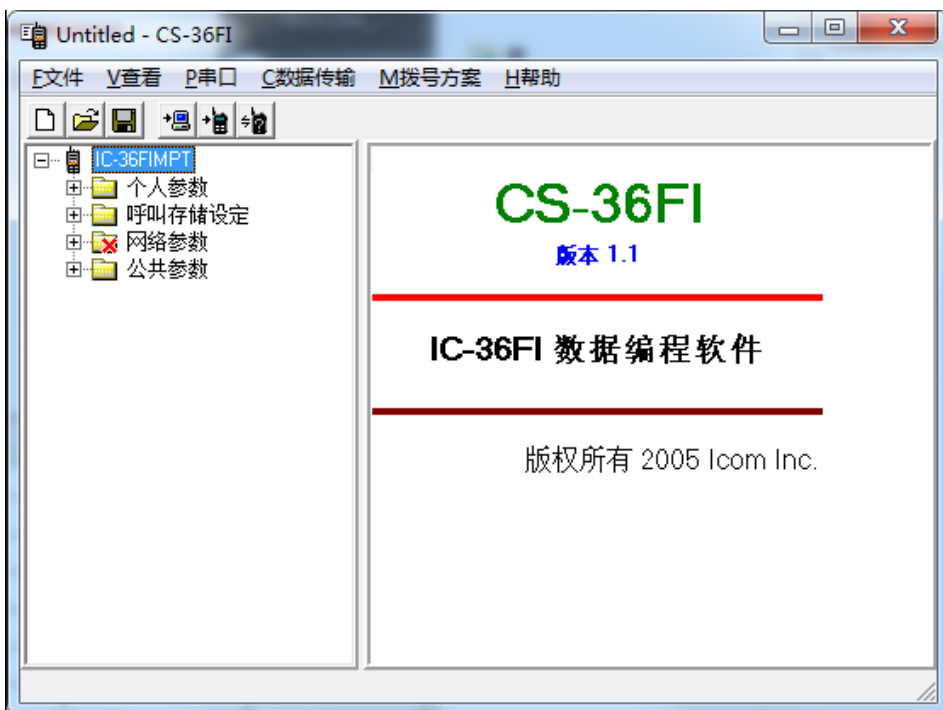 Untitled - CS-36FI
F文件 V查看 P串口 C数据传输 M拨号方案 H帮助
IC-36FIMPT
个人参数
呼叫存储设定
网络参数
公共参数
CS-36FI
版本 1.1
IC-36FI 数据编程软件
版权所有 2005 Icom Inc.